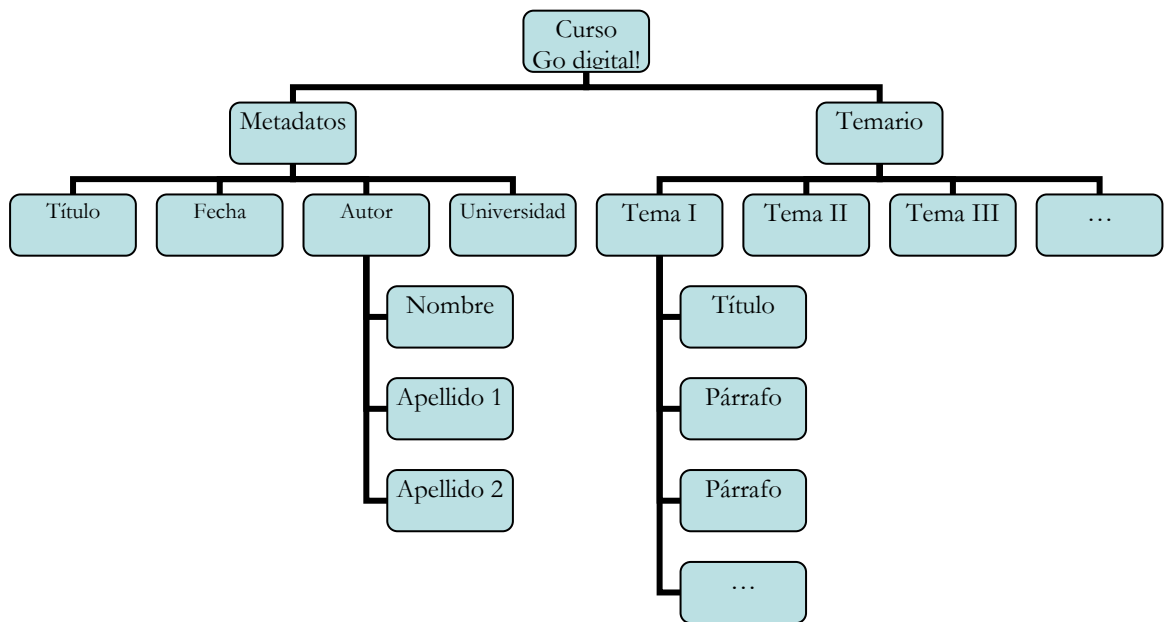 Curso
Go digital!
Metadatos
Temario
Título
Fecha
Autor
Universidad
Tema I
Tema II
Tema III
…
Nombre
Título
Apellido 1
Párrafo
Apellido 2
Párrafo
…